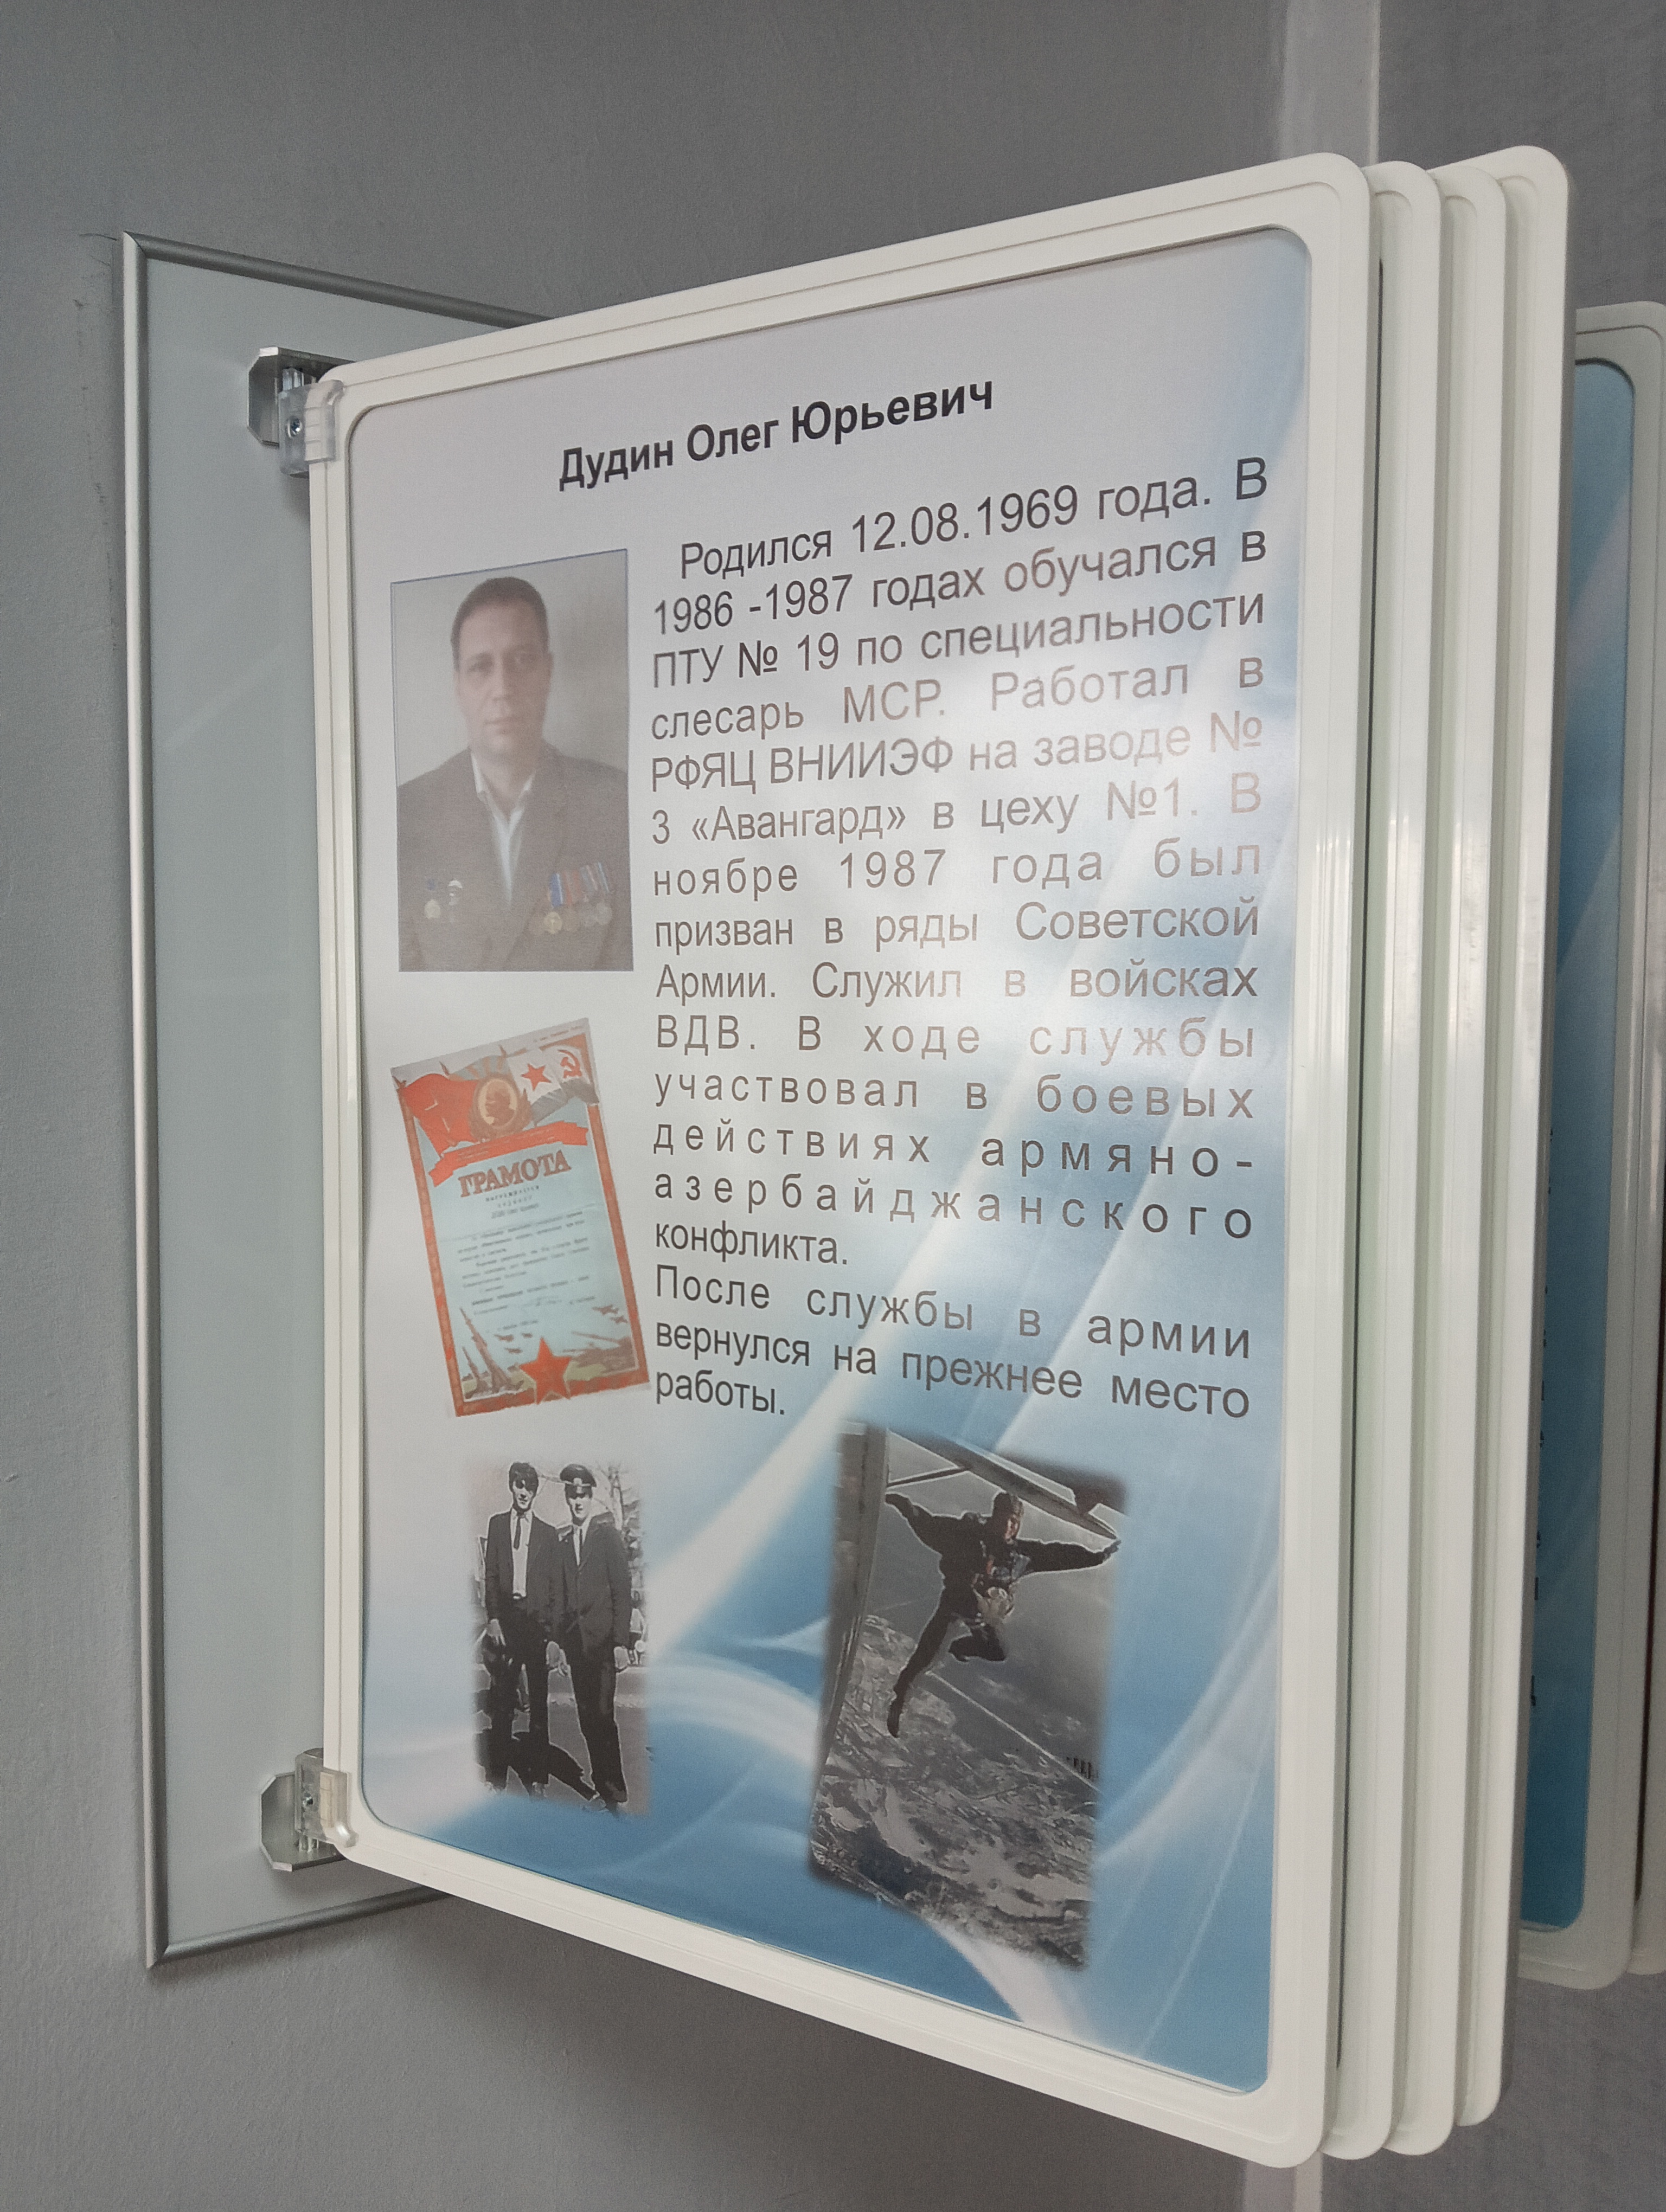 Дудин Олег Юрьевич
Родился 12.08.1969 года. В
1986 -1987 годах обучался в
ПТУ № 19 по специальности
слесарь МСР. Работал в
РФЯЦ ВНИИЭФ на заводе №
3 «Авангард» в цеху №1. В
ноябре 1987 года был
призван в ряды Советской
Армии. Служил в войсках
ВДВ. В ходе службы
участвовал в боевых
действиях армяно-
азербайджанского
конфликта.
После службы в армии
вернулся на прежнее место
работы.
ГРАМОТА